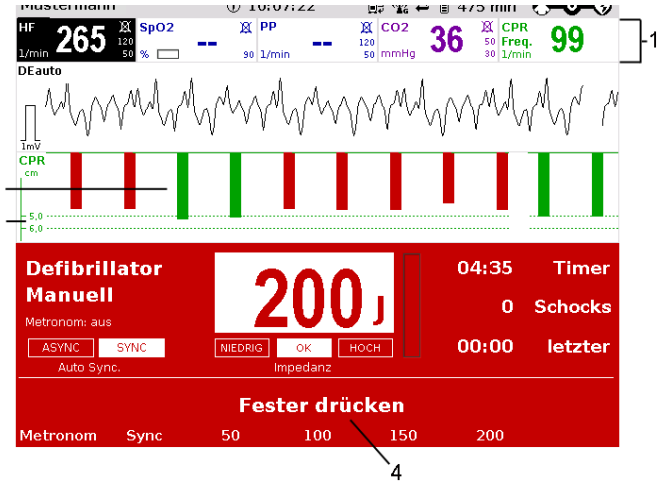 Mustermann 10:07:22 475 min
HF 265 120 50 1/min
SpO2 -- % 90
PP -- 120 50 1/min
CO2 36 50 30 mmHg
CPR Freq. 99 1/min
1
DEauto
1mV
CPR
cm
5,0
6,0
Defibrillator 200 J 04:35 Timer
Manuell 0 Schocks
Metronom: aus
ASYNC SYNC NIEDRIG OK HOCH 00:00 letzter
Auto Sync. Impedanz
Fester drücken
Metronom Sync 50 100 150 200
4